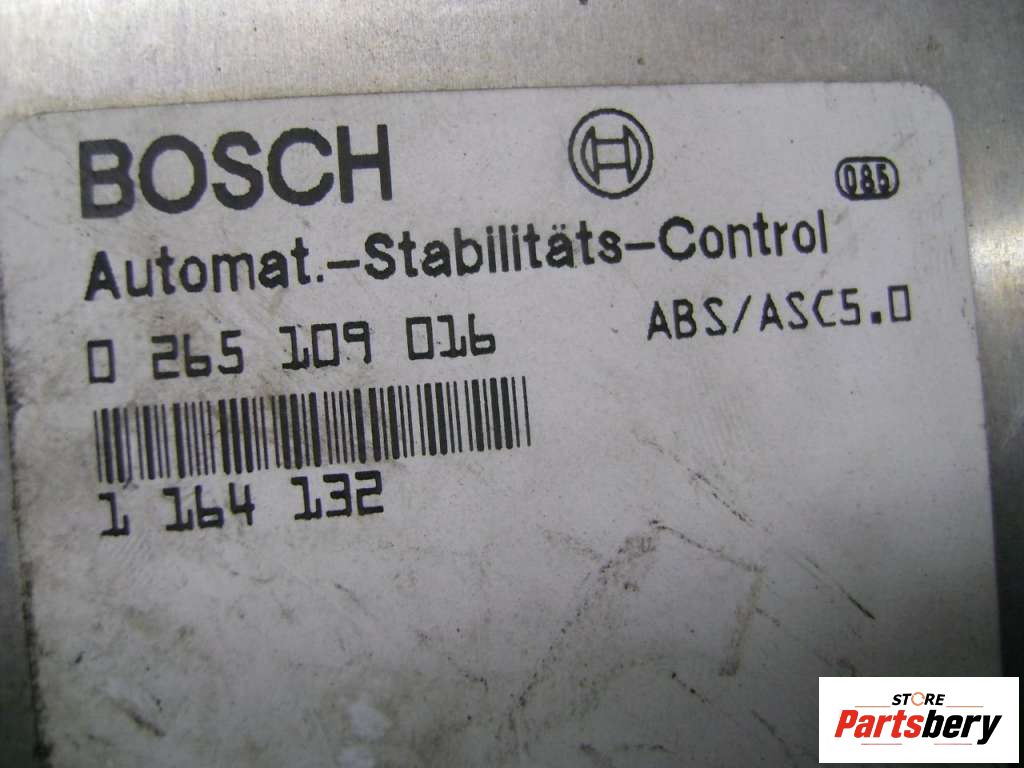 BOSCH
085
Automat.-Stabilitäts-Control
0 265 109 016 ABS/ASC5.0
1 164 132
STORE
Partsbery